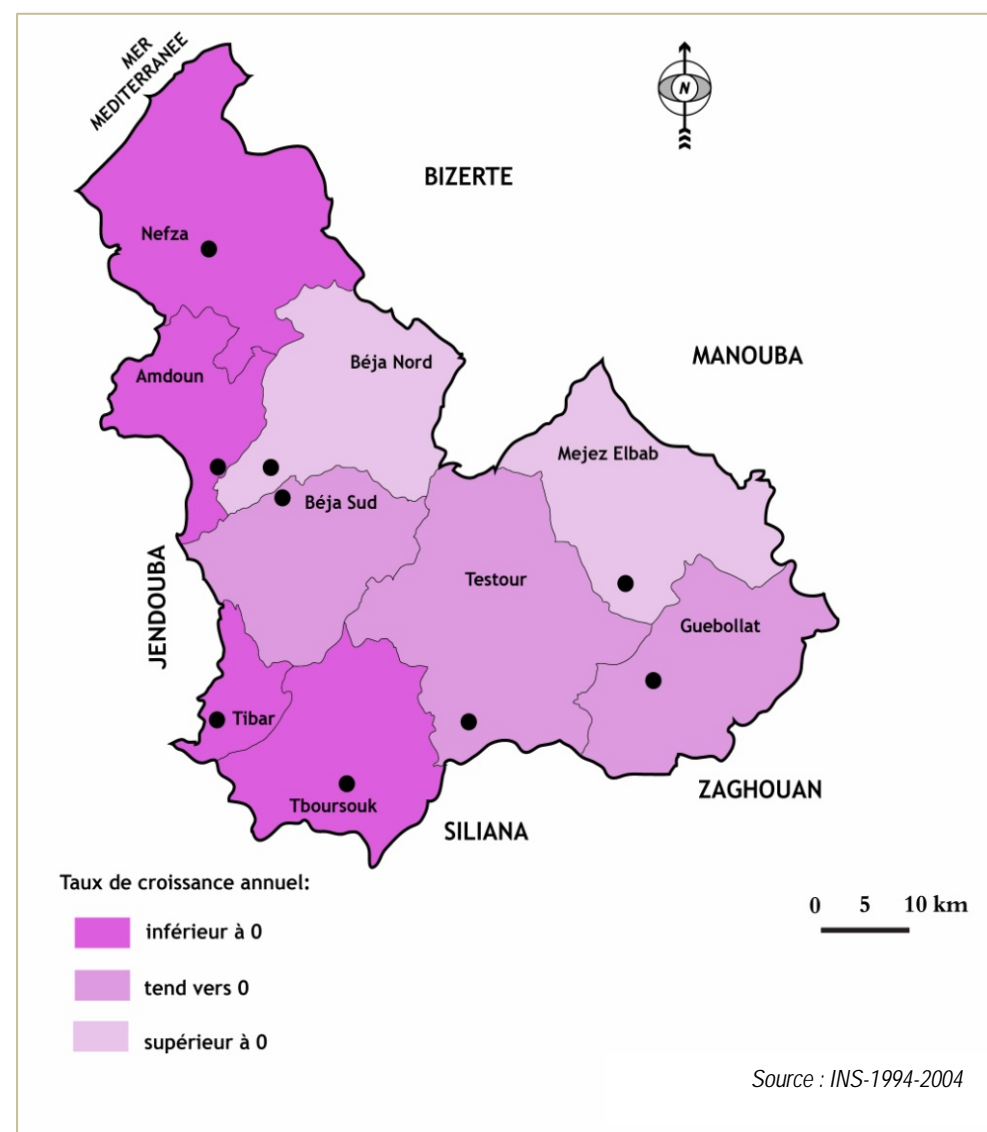 MER
MEDITERRANEE
N
BIZERTE
Nefza
MANOUBA
Béja Nord
Amdoun
Mejez Elbab
Béja Sud
Testour
JENDOUBA
Guebollat
Tibar
ZAGHOUAN
Tboursouk
SILIANA
Taux de croissance annuel:
inférieur à 0
tend vers 0
supérieur à 0
0 5 10 km
Source : INS-1994-2004